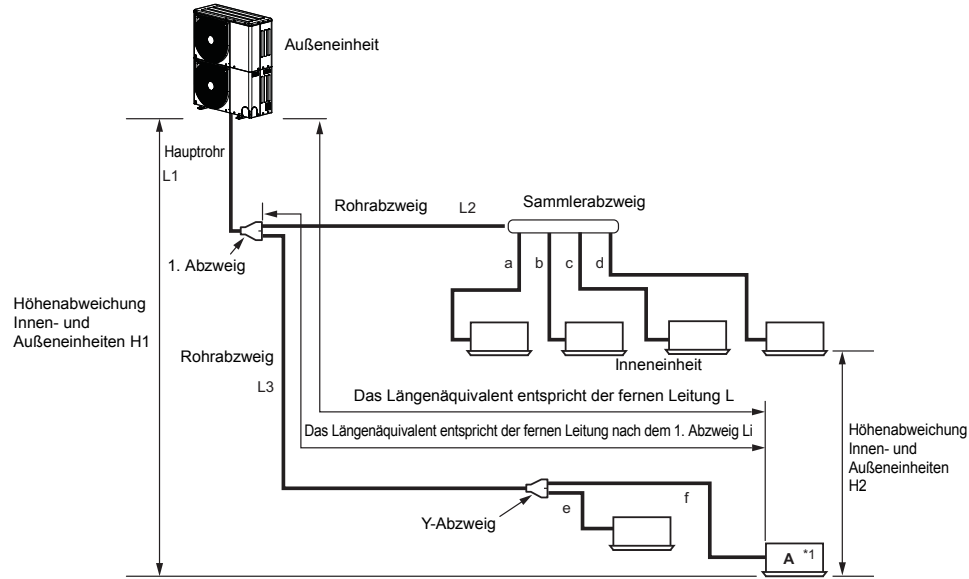 Außeneinheit
Hauptrohr
L1
Rohrabzweig
L2
Sammlerabzweig
1. Abzweig
a
b
c
d
Höhenabweichung
Innen- und
Außeneinheiten H1
Rohrabzweig
L3
Inneneinheit
Das Längenäquivalent entspricht der fernen Leitung L
Das Längenäquivalent entspricht der fernen Leitung nach dem 1. Abzweig Li
Höhenabweichung
Innen- und
Außeneinheiten
H2
Y-Abzweig
e
f
A *1